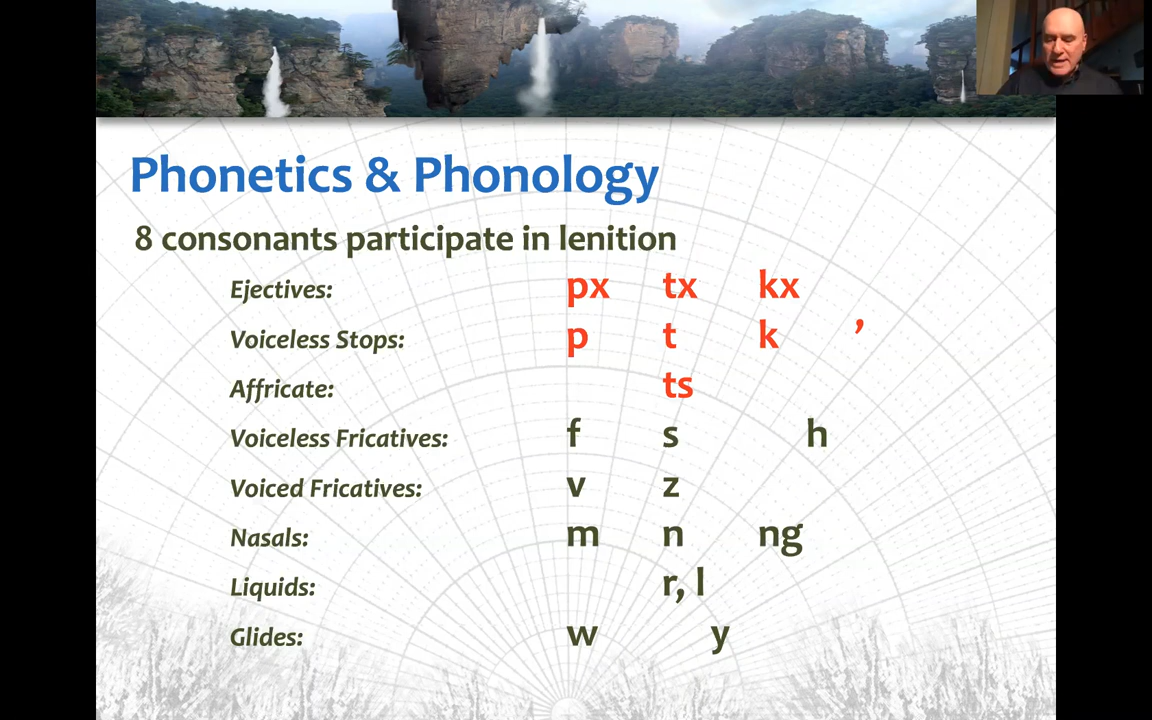 Phonetics & Phonology
8 consonants participate in lenition
Ejectives: px tx kx
Voiceless Stops: p t k ’
Affricate: ts
Voiceless Fricatives: f s h
Voiced Fricatives: v z
Nasals: m n ng
Liquids: r, l
Glides: w y